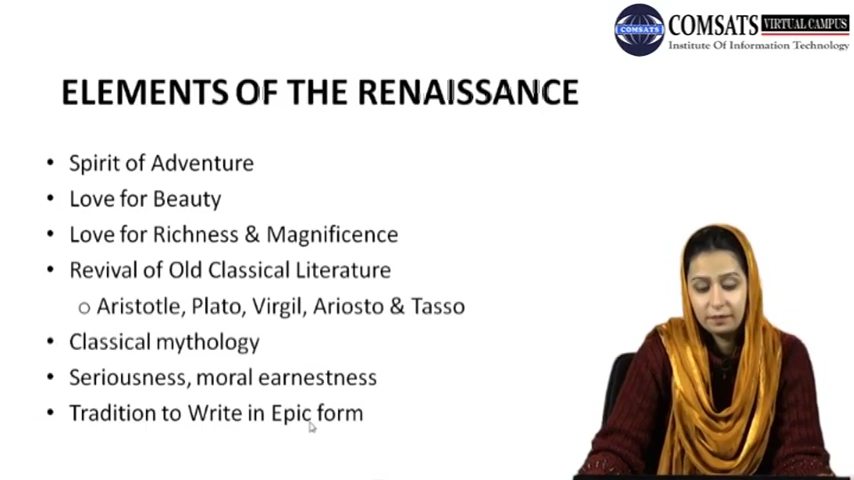 COMSATS VIRTUAL CAMPUS
COMSATS
Institute Of Information Technology
ELEMENTS OF THE RENAISSANCE
• Spirit of Adventure
• Love for Beauty
• Love for Richness & Magnificence
• Revival of Old Classical Literature
o Aristotle, Plato, Virgil, Ariosto & Tasso
• Classical mythology
• Seriousness, moral earnestness
• Tradition to Write in Epic form